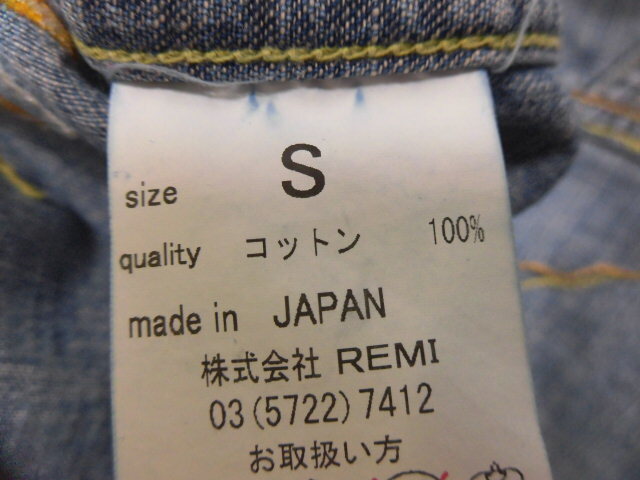 size S
quality コットン 100%
made in JAPAN
株式会社 REMI
03(5722)7412
お取扱い方